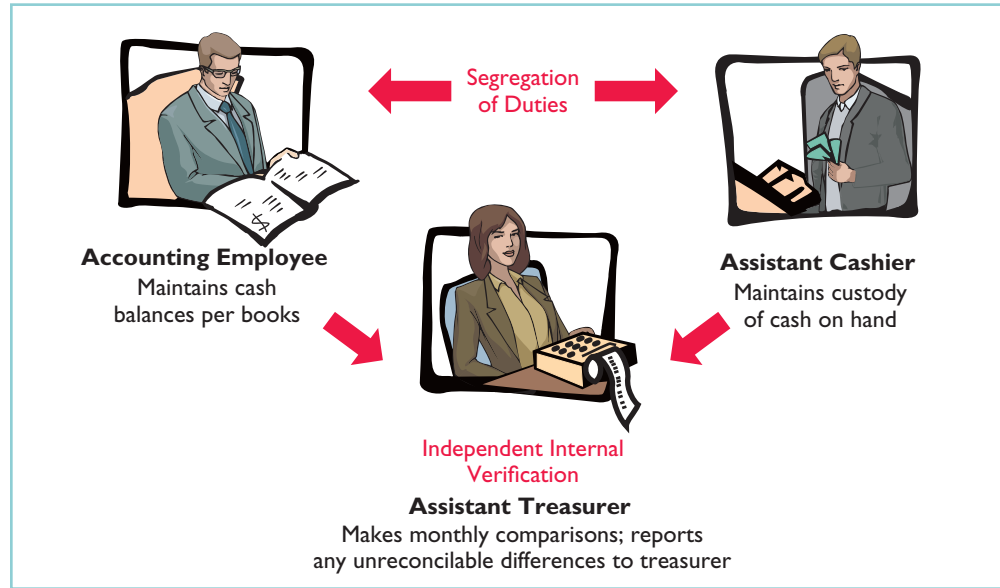 Segregation
of Duties
Accounting Employee
Maintains cash
balances per books
Assistant Cashier
Maintains custody
of cash on hand
Independent Internal
Verification
Assistant Treasurer
Makes monthly comparisons; reports
any unreconcilable differences to treasurer